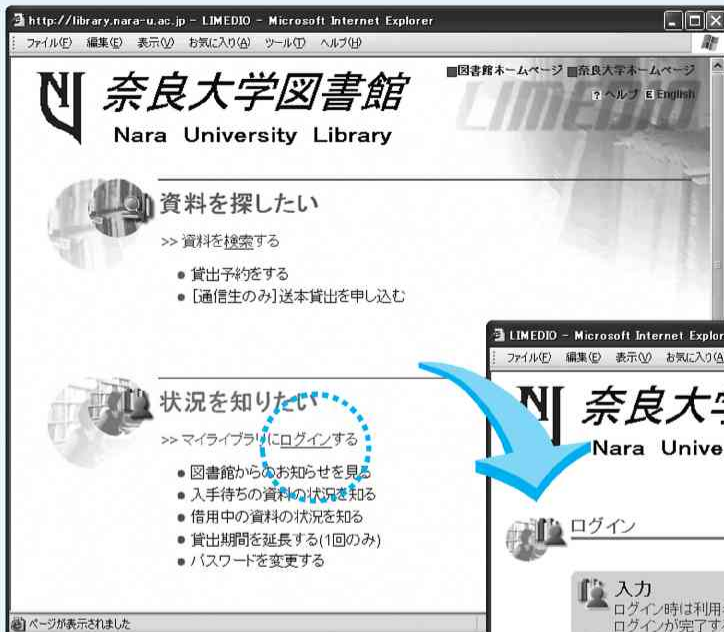 http://library.nara-u.ac.jp - LIMEDIO - Microsoft Internet Explorer
ファイル(F) 編集(E) 表示(V) お気に入り(A) ツール(T) ヘルプ(H)
■図書館ホームページ ■奈良大学ホームページ
? ヘルプ E English
LIMEDIO
奈良大学図書館
Nara University Library
資料を探したい
>> 資料を検索する
● 貸出予約をする
● [通信生のみ]送本貸出を申し込む
状況を知りたい
>> マイライブラリにログインする
● 図書館からのお知らせを見る
● 入手待ちの資料の状況を知る
● 借用中の資料の状況を知る
● 貸出期間を延長する(1回のみ)
● パスワードを変更する
ページが表示されました
LIMEDIO - Microsoft Internet Explor
ファイル(F) 編集(E) 表示(V) お気に入り(A
奈良大
Nara Unive
ログイン
入力
ログイン時は利用
ログインが完了す